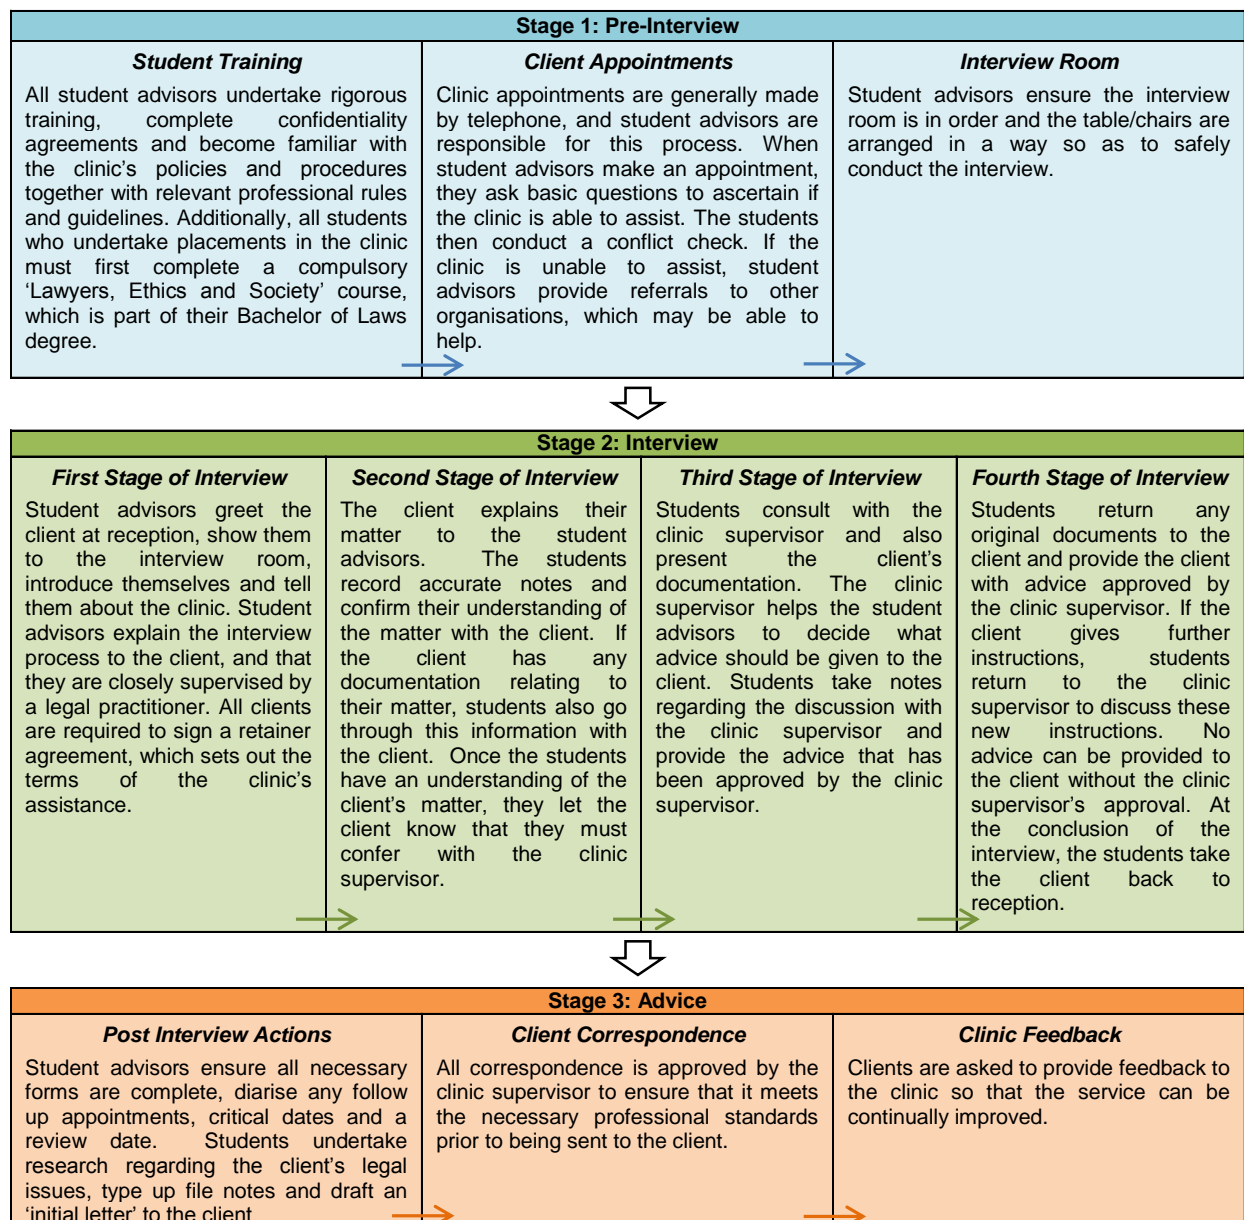 Stage 1: Pre-Interview
Student Training
All student advisors undertake rigorous
training, complete confidentiality
agreements and become familiar with
the clinic’s policies and procedures
together with relevant professional rules
and guidelines. Additionally, all students
who undertake placements in the clinic
must first complete a compulsory
‘Lawyers, Ethics and Society’ course,
which is part of their Bachelor of Laws
degree.
Client Appointments
Clinic appointments are generally made
by telephone, and student advisors are
responsible for this process. When
student advisors make an appointment,
they ask basic questions to ascertain if
the clinic is able to assist. The students
then conduct a conflict check. If the
clinic is unable to assist, student
advisors provide referrals to other
organisations, which may be able to
help.
Interview Room
Student advisors ensure the interview
room is in order and the table/chairs are
arranged in a way so as to safely
conduct the interview.
Stage 2: Interview
First Stage of Interview
Student advisors greet the
client at reception, show them
to the interview room,
introduce themselves and tell
them about the clinic. Student
advisors explain the interview
process to the client, and that
they are closely supervised by
a legal practitioner. All clients
are required to sign a retainer
agreement, which sets out the
terms of the clinic’s
assistance.
Second Stage of Interview
The client explains their
matter to the student
advisors. The students
record accurate notes and
confirm their understanding of
the matter with the client. If
the client has any
documentation relating to
their matter, students also go
through this information with
the client. Once the students
have an understanding of the
client’s matter, they let the
client know that they must
confer with the clinic
supervisor.
Third Stage of Interview
Students consult with the
clinic supervisor and also
present the client’s
documentation. The clinic
supervisor helps the student
advisors to decide what
advice should be given to the
client. Students take notes
regarding the discussion with
the clinic supervisor and
provide the advice that has
been approved by the clinic
supervisor.
Fourth Stage of Interview
Students return any
original documents to the
client and provide the client
with advice approved by
the clinic supervisor. If the
client gives further
instructions, students
return to the clinic
supervisor to discuss these
new instructions. No
advice can be provided to
the client without the clinic
supervisor’s approval. At
the conclusion of the
interview, the students take
the client back to
reception.
Stage 3: Advice
Post Interview Actions
Student advisors ensure all necessary
forms are complete, diarise any follow
up appointments, critical dates and a
review date. Students undertake
research regarding the client’s legal
issues, type up file notes and draft an
‘initial letter’ to the client
Client Correspondence
All correspondence is approved by the
clinic supervisor to ensure that it meets
the necessary professional standards
prior to being sent to the client.
Clinic Feedback
Clients are asked to provide feedback to
the clinic so that the service can be
continually improved.